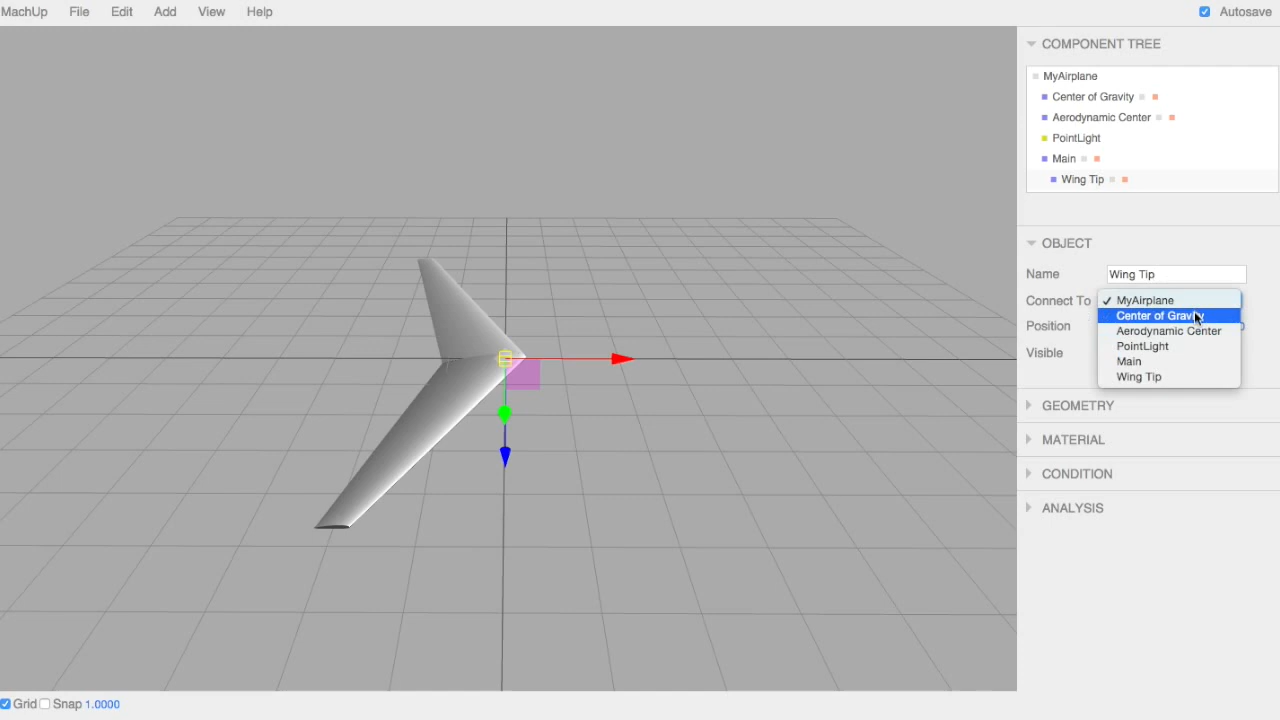 MachUp File Edit Add View Help Autosave
COMPONENT TREE
MyAirplane
Center of Gravity
Aerodynamic Center
PointLight
Main
Wing Tip
OBJECT
Name Wing Tip
Connect To ✓ MyAirplane
Center of Gravity
Position Aerodynamic Center
PointLight
Visible Main
Wing Tip
GEOMETRY
MATERIAL
CONDITION
ANALYSIS
Grid Snap 1.0000